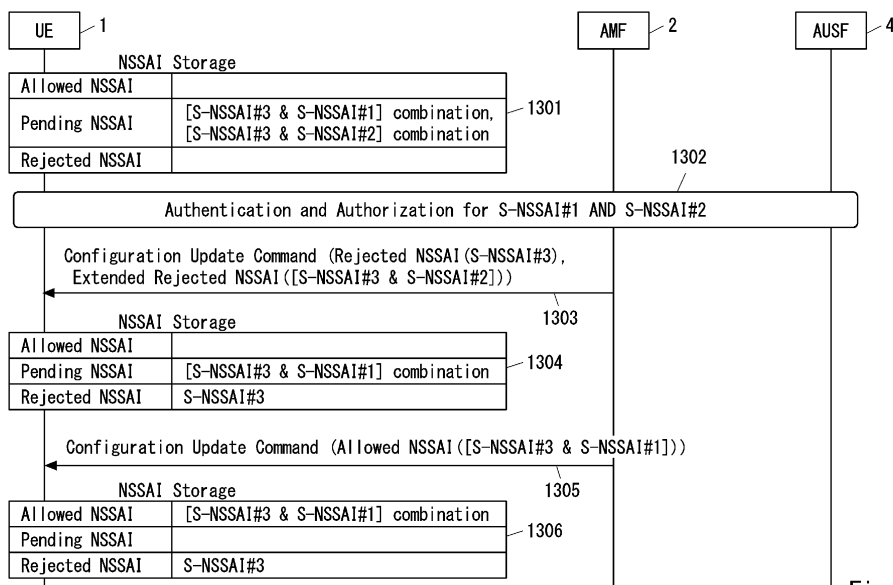 UE
1
AMF
2
AUSF
4
NSSAI Storage
Allowed NSSAI
Pending NSSAI
[S-NSSAI#3 & S-NSSAI#1] combination,
[S-NSSAI#3 & S-NSSAI#2] combination
Rejected NSSAI
1301
1302
Authentication and Authorization for S-NSSAI#1 AND S-NSSAI#2
Configuration Update Command (Rejected NSSAI(S-NSSAI#3),
Extended Rejected NSSAI([S-NSSAI#3 & S-NSSAI#2]))
1303
NSSAI Storage
Allowed NSSAI
Pending NSSAI
[S-NSSAI#3 & S-NSSAI#1] combination
Rejected NSSAI
S-NSSAI#3
1304
Configuration Update Command (Allowed NSSAI([S-NSSAI#3 & S-NSSAI#1]))
1305
NSSAI Storage
Allowed NSSAI
[S-NSSAI#3 & S-NSSAI#1] combination
Pending NSSAI
Rejected NSSAI
S-NSSAI#3
1306